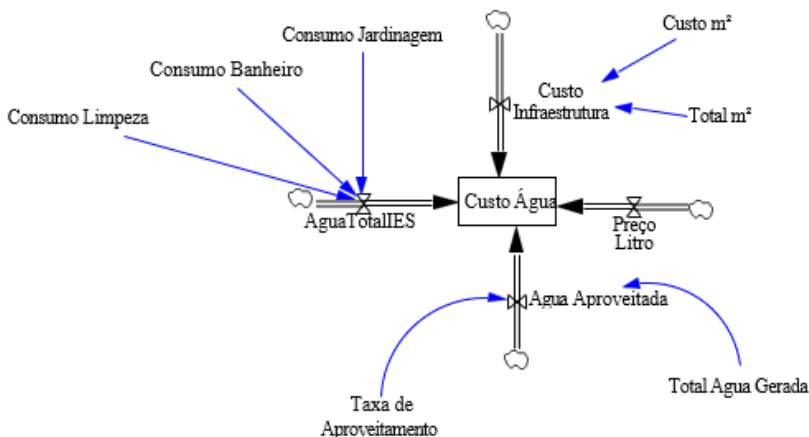 Consumo Jardinagem
Custo m²
Consumo Banheiro
Custo
Infraestrutura
Consumo Limpeza
Total m²
Custo Água
AguaTotalIES
Preço
Litro
Agua Aproveitada
Total Agua Gerada
Taxa de
Aproveitamento